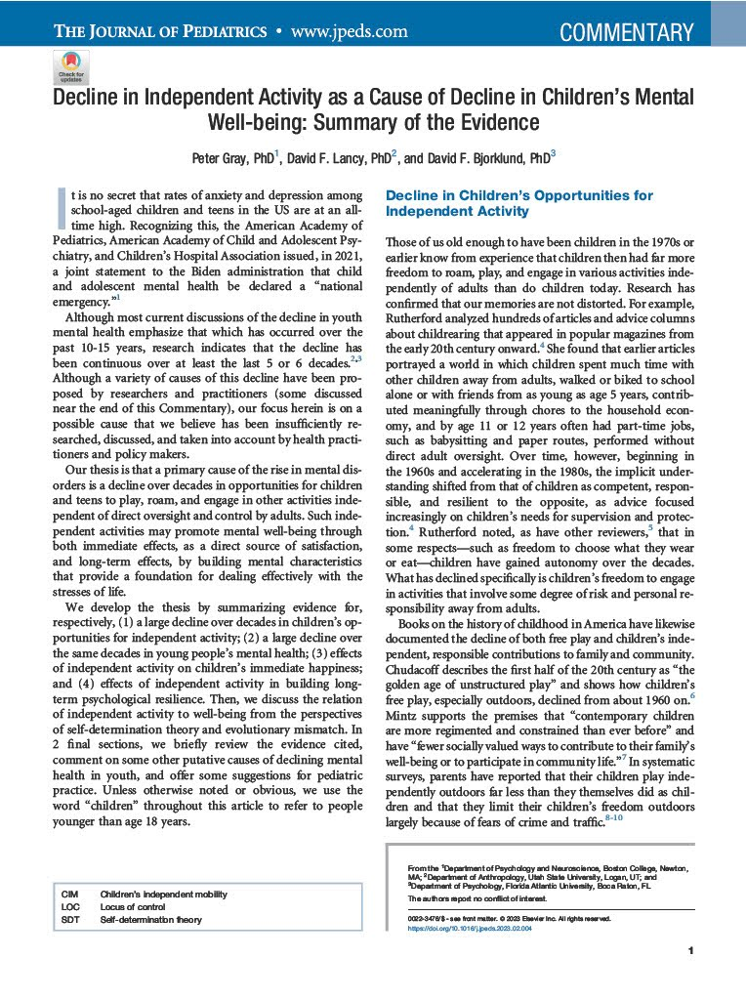 THE JOURNAL OF PEDIATRICS • www.jpeds.com
COMMENTARY
Check for
updates
Decline in Independent Activity as a Cause of Decline in Children’s Mental
Well-being: Summary of the Evidence
Peter Gray, PhD1, David F. Lancy, PhD2, and David F. Bjorklund, PhD3
It is no secret that rates of anxiety and depression among
school-aged children and teens in the US are at an all-
time high. Recognizing this, the American Academy of
Pediatrics, American Academy of Child and Adolescent Psy-
chiatry, and Children’s Hospital Association issued, in 2021,
a joint statement to the Biden administration that child
and adolescent mental health be declared a “national
emergency.”1
Although most current discussions of the decline in youth
mental health emphasize that which has occurred over the
past 10-15 years, research indicates that the decline has
been continuous over at least the last 5 or 6 decades.2,3
Although a variety of causes of this decline have been pro-
posed by researchers and practitioners (some discussed
near the end of this Commentary), our focus herein is on a
possible cause that we believe has been insufficiently re-
searched, discussed, and taken into account by health practi-
tioners and policy makers.
Our thesis is that a primary cause of the rise in mental dis-
orders is a decline over decades in opportunities for children
and teens to play, roam, and engage in other activities inde-
pendent of direct oversight and control by adults. Such inde-
pendent activities may promote mental well-being through
both immediate effects, as a direct source of satisfaction,
and long-term effects, by building mental characteristics
that provide a foundation for dealing effectively with the
stresses of life.
We develop the thesis by summarizing evidence for,
respectively, (1) a large decline over decades in children’s op-
portunities for independent activity; (2) a large decline over
the same decades in young people’s mental health; (3) effects
of independent activity on children’s immediate happiness;
and (4) effects of independent activity in building long-
term psychological resilience. Then, we discuss the relation
of independent activity to well-being from the perspectives
of self-determination theory and evolutionary mismatch. In
2 final sections, we briefly review the evidence cited,
comment on some other putative causes of declining mental
health in youth, and offer some suggestions for pediatric
practice. Unless otherwise noted or obvious, we use the
word “children” throughout this article to refer to people
younger than age 18 years.
CIM Children’s independent mobility
LOC Locus of control
SDT Self-determination theory
Decline in Children’s Opportunities for
Independent Activity
Those of us old enough to have been children in the 1970s or
earlier know from experience that children then had far more
freedom to roam, play, and engage in various activities inde-
pendently of adults than do children today. Research has
confirmed that our memories are not distorted. For example,
Rutherford analyzed hundreds of articles and advice columns
about childrearing that appeared in popular magazines from
the early 20th century onward.4 She found that earlier articles
portrayed a world in which children spent much time with
other children away from adults, walked or biked to school
alone or with friends from as young as age 5 years, contrib-
uted meaningfully through chores to the household econ-
omy, and by age 11 or 12 years often had part-time jobs,
such as babysitting and paper routes, performed without
direct adult oversight. Over time, however, beginning in
the 1960s and accelerating in the 1980s, the implicit under-
standing shifted from that of children as competent, respon-
sible, and resilient to the opposite, as advice focused
increasingly on children’s needs for supervision and protec-
tion.4 Rutherford noted, as have other reviewers,5 that in
some respects—such as freedom to choose what they wear
or eat—children have gained autonomy over the decades.
What has declined specifically is children’s freedom to engage
in activities that involve some degree of risk and personal re-
sponsibility away from adults.
Books on the history of childhood in America have likewise
documented the decline of both free play and children’s inde-
pendent, responsible contributions to family and community.
Chudacoff describes the first half of the 20th century as “the
golden age of unstructured play” and shows how children’s
free play, especially outdoors, declined from about 1960 on.6
Mintz supports the premises that “contemporary children
are more regimented and constrained than ever before” and
have “fewer socially valued ways to contribute to their family’s
well-being or to participate in community life.”7 In systematic
surveys, parents have reported that their children play inde-
pendently outdoors far less than they themselves did as chil-
dren and that they limit their children’s freedom outdoors
largely because of fears of crime and traffic.8-10
From the 1Department of Psychology and Neuroscience, Boston College, Newton,
MA; 2Department of Anthropology, Utah State University, Logan, UT; and
3Department of Psychology, Florida Atlantic University, Boca Raton, FL
The authors report no conflict of interest.
0022-3476/$ - see front matter. © 2023 Elsevier Inc. All rights reserved.
https://doi.org/10.1016/j.jpeds.2023.02.004
1